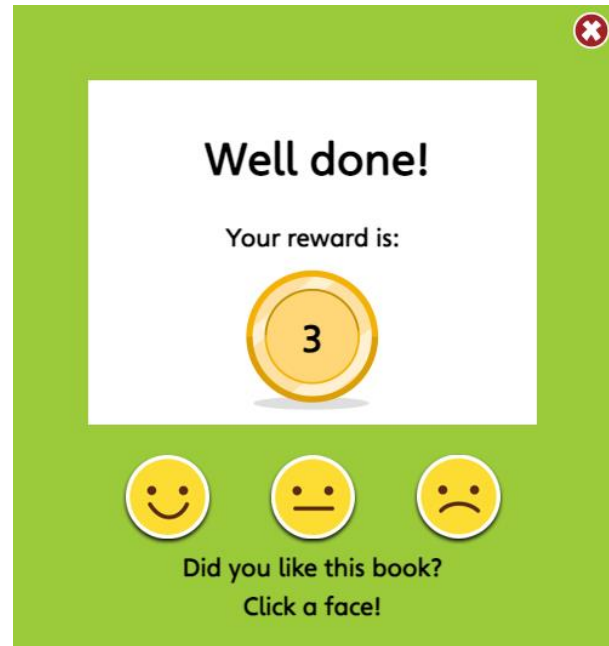 Well done!
Your reward is:
3
Did you like this book?
Click a face!